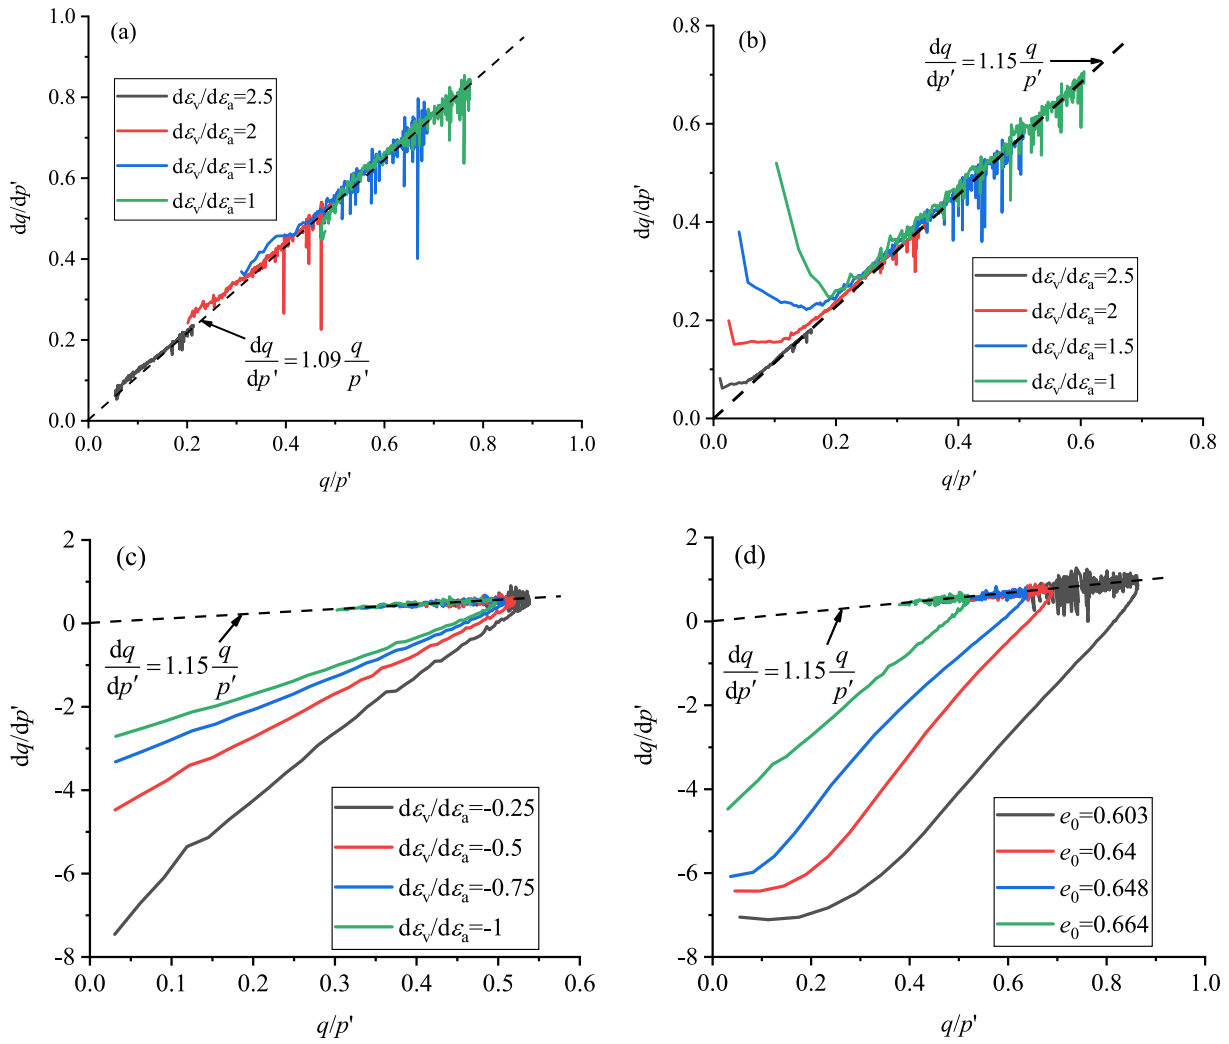 (a)
dεv/dεa=2.5
dεv/dεa=2
dεv/dεa=1.5
dεv/dεa=1
dq/dp' = 1.09 q/p'
dq/dp'
1.0
0.8
0.6
0.4
0.2
0.0
0.0 0.2 0.4 0.6 0.8 1.0
q/p'
(b)
dq/dp′ = 1.15 q/p′
dεv/dεa=2.5
dεv/dεa=2
dεv/dεa=1.5
dεv/dεa=1
dq/dp'
0.8
0.6
0.4
0.2
0.0
0.0 0.2 0.4 0.6 0.8
q/p′
(c)
dq/dp′ = 1.15 q/p′
dεv/dεa=-0.25
dεv/dεa=-0.5
dεv/dεa=-0.75
dεv/dεa=-1
dq/dp'
2
0
-2
-4
-6
-8
0.0 0.1 0.2 0.3 0.4 0.5 0.6
q/p'
(d)
dq/dp′ = 1.15 q/p′
e0=0.603
e0=0.64
e0=0.648
e0=0.664
dq/dp'
2
0
-2
-4
-6
-8
0.0 0.2 0.4 0.6 0.8 1.0
q/p'